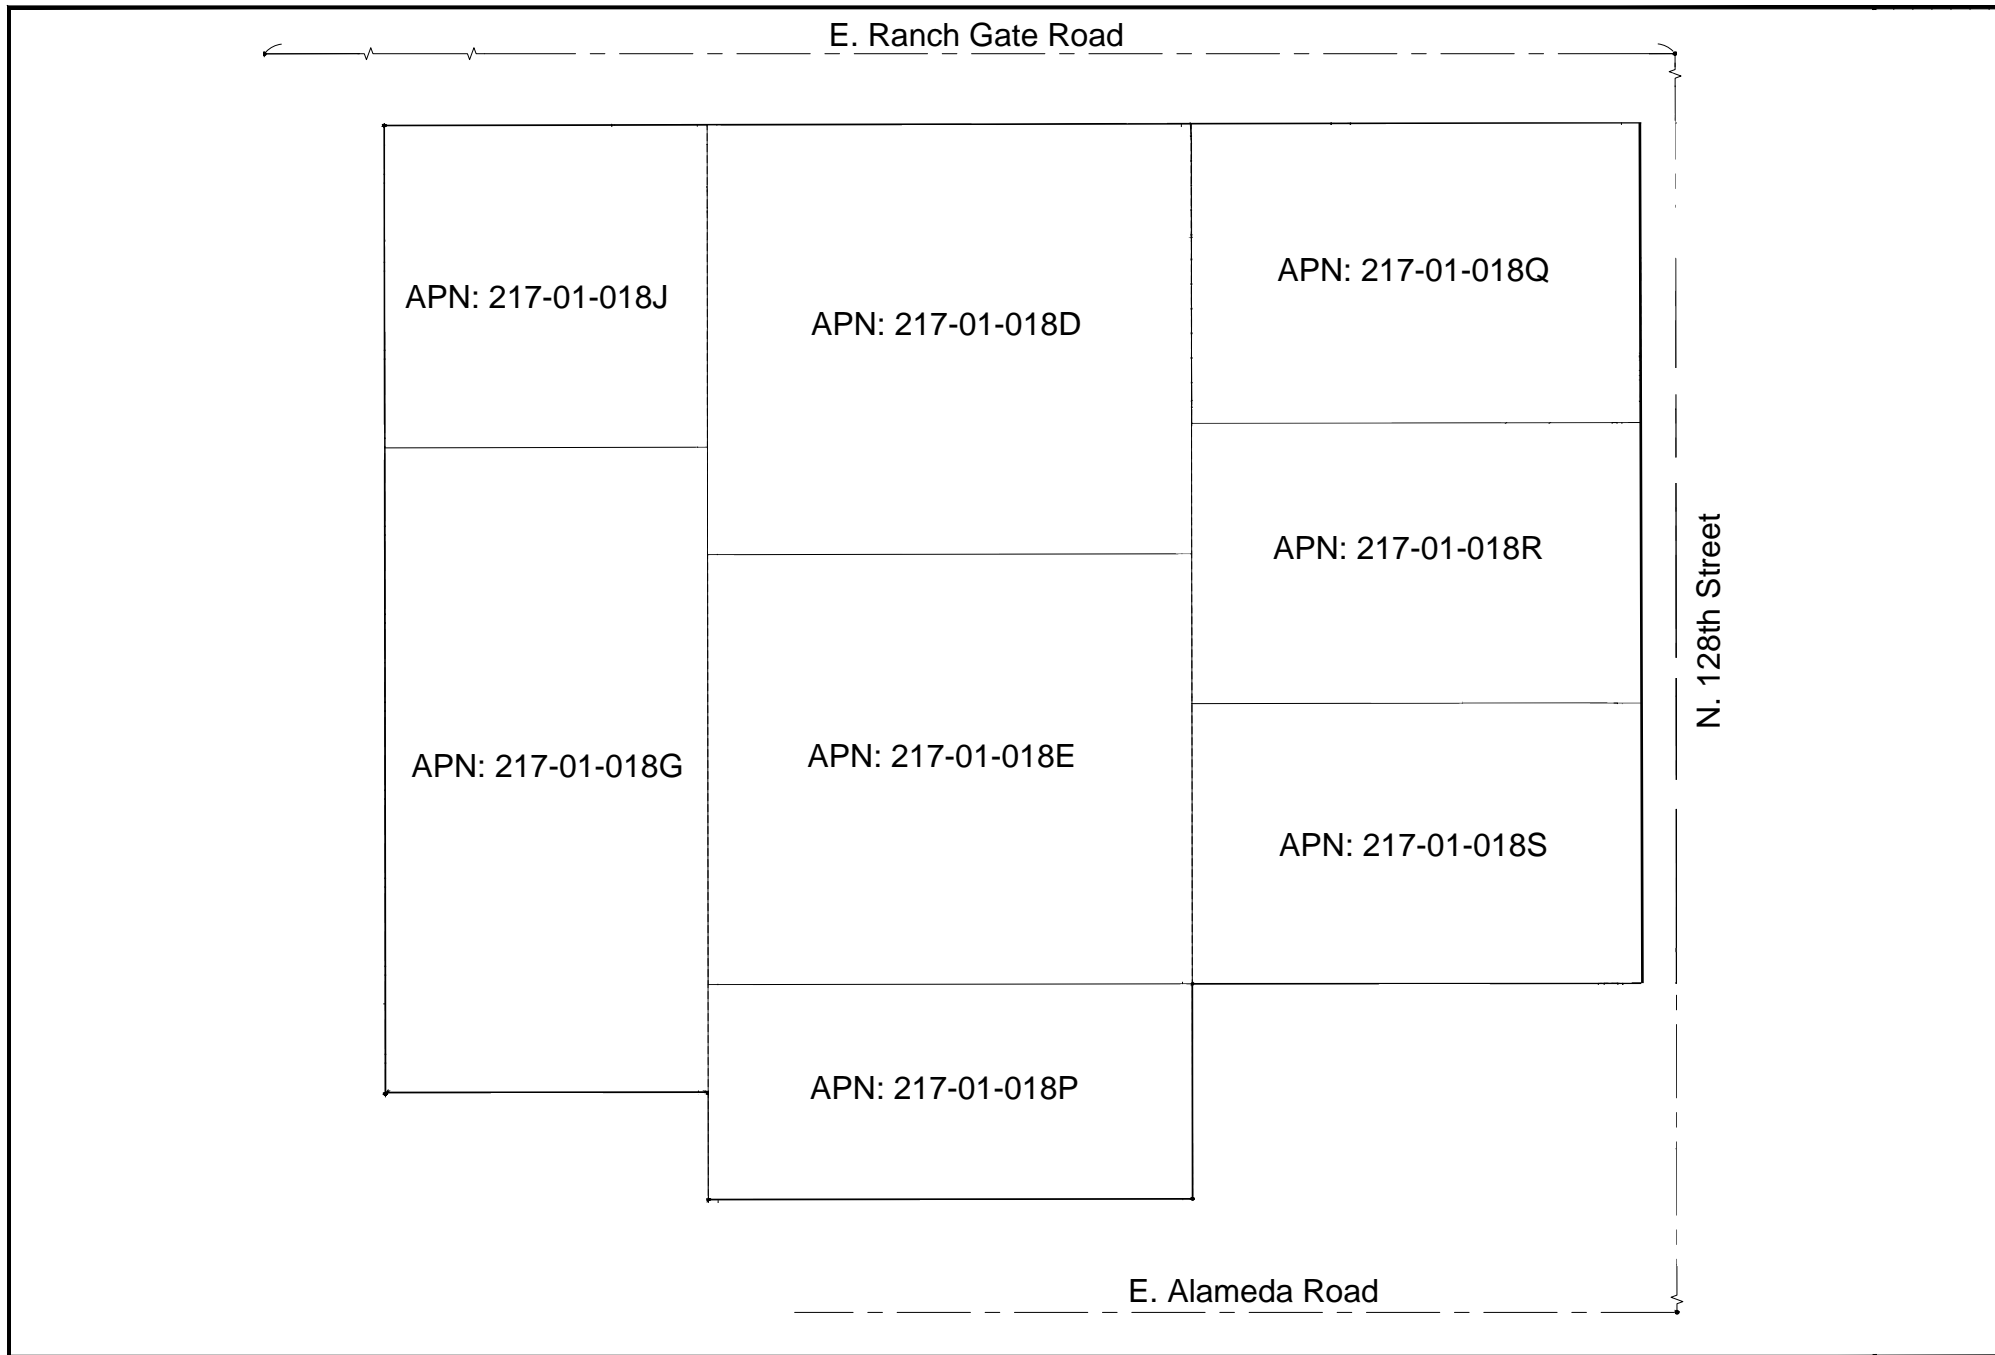 E. Ranch Gate Road
APN: 217-01-018J
APN: 217-01-018D
APN: 217-01-018Q
APN: 217-01-018R
N. 128th Street
APN: 217-01-018G
APN: 217-01-018E
APN: 217-01-018S
APN: 217-01-018P
E. Alameda Road